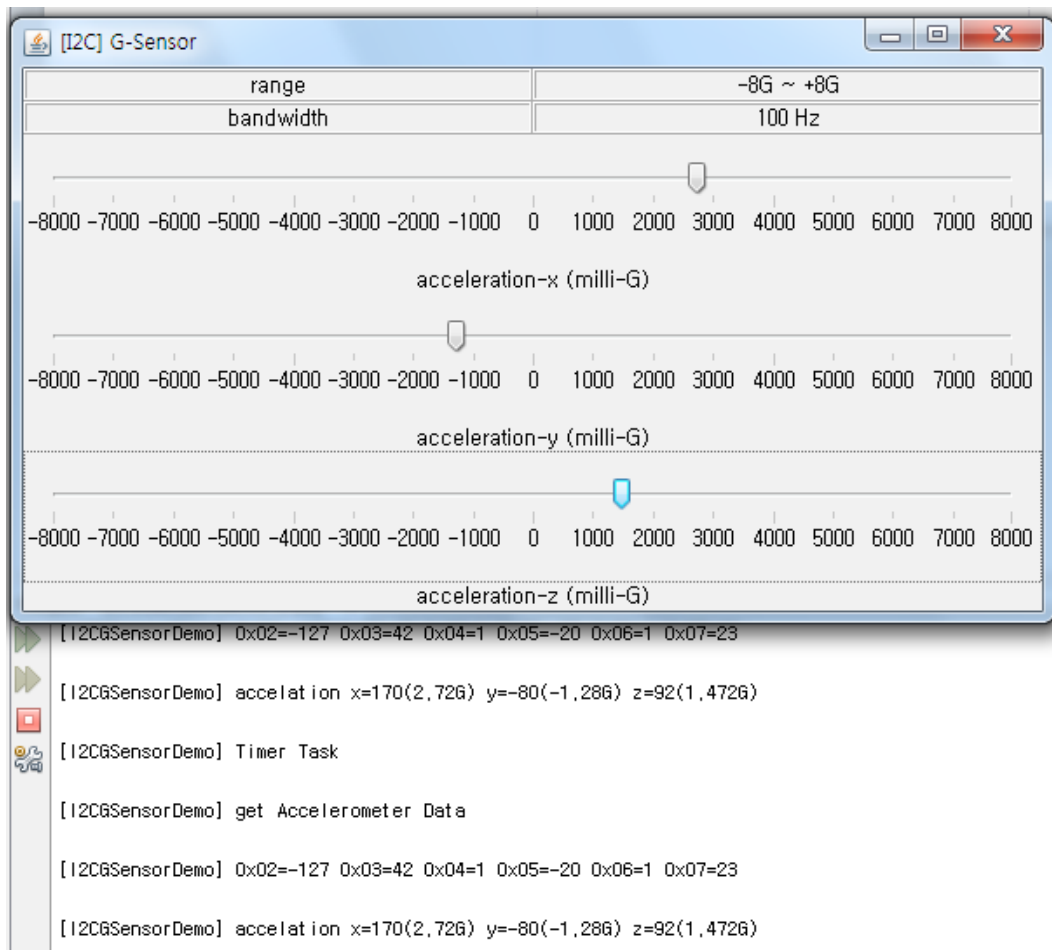 [I2C] G-Sensor
range -8G ~ +8G
bandwidth 100 Hz
-8000 -7000 -6000 -5000 -4000 -3000 -2000 -1000 0 1000 2000 3000 4000 5000 6000 7000 8000
acceleration-x (milli-G)
-8000 -7000 -6000 -5000 -4000 -3000 -2000 -1000 0 1000 2000 3000 4000 5000 6000 7000 8000
acceleration-y (milli-G)
-8000 -7000 -6000 -5000 -4000 -3000 -2000 -1000 0 1000 2000 3000 4000 5000 6000 7000 8000
acceleration-z (milli-G)
[I2CGSensorDemo] 0x02=-127 0x03=42 0x04=1 0x05=-20 0x06=1 0x07=23
[I2CGSensorDemo] accelation x=170(2,72G) y=-80(-1,28G) z=92(1,472G)
[I2CGSensorDemo] Timer Task
[I2CGSensorDemo] get Accelerometer Data
[I2CGSensorDemo] 0x02=-127 0x03=42 0x04=1 0x05=-20 0x06=1 0x07=23
[I2CGSensorDemo] accelation x=170(2,72G) y=-80(-1,28G) z=92(1,472G)